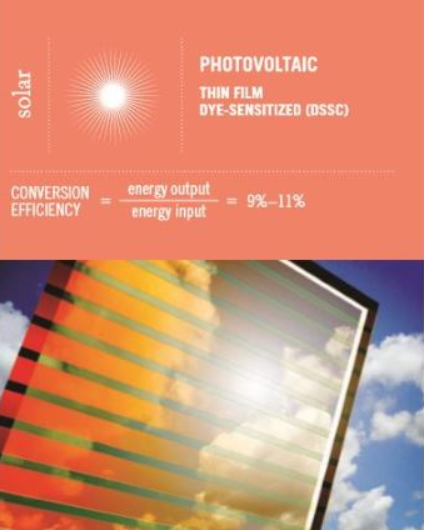 solar
PHOTOVOLTAIC
THIN FILM
DYE-SENSITIZED (DSSC)
CONVERSION
EFFICIENCY = energy output / energy input = 9%–11%